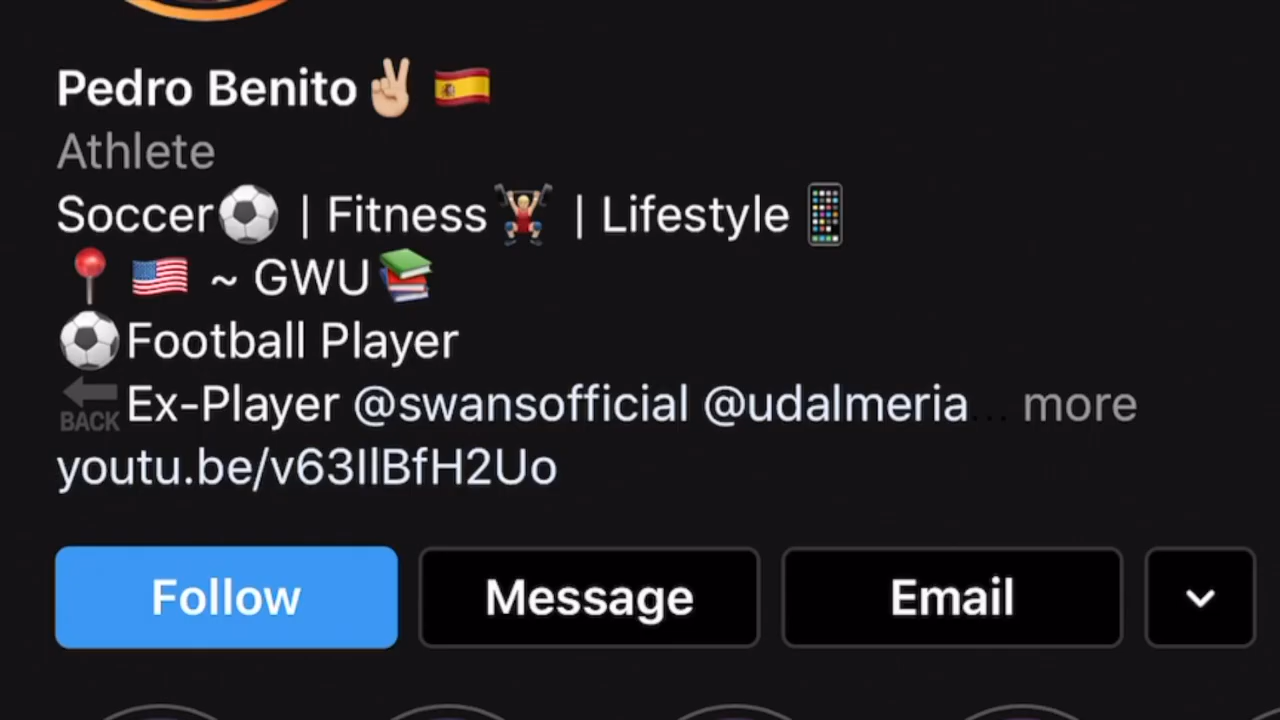 Pedro Benito✌🏼 🇪🇸
Athlete
Soccer⚽ | Fitness🏋🏼 | Lifestyle📱
📍🇺🇸 ~ GWU📚
⚽Football Player
🔙Ex-Player @swansofficial @udalmeria... more
youtu.be/v63IlBfH2Uo
Follow Message Email